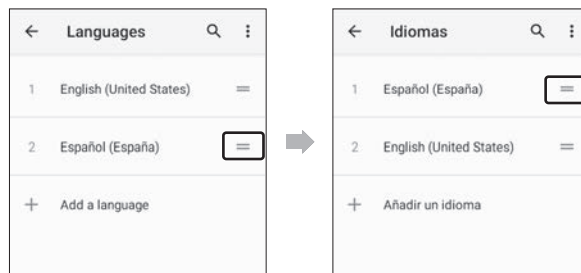 Languages
1 English (United States)
2 Español (España)
Add a language
Idiomas
1 Español (España)
2 English (United States)
Añadir un idioma